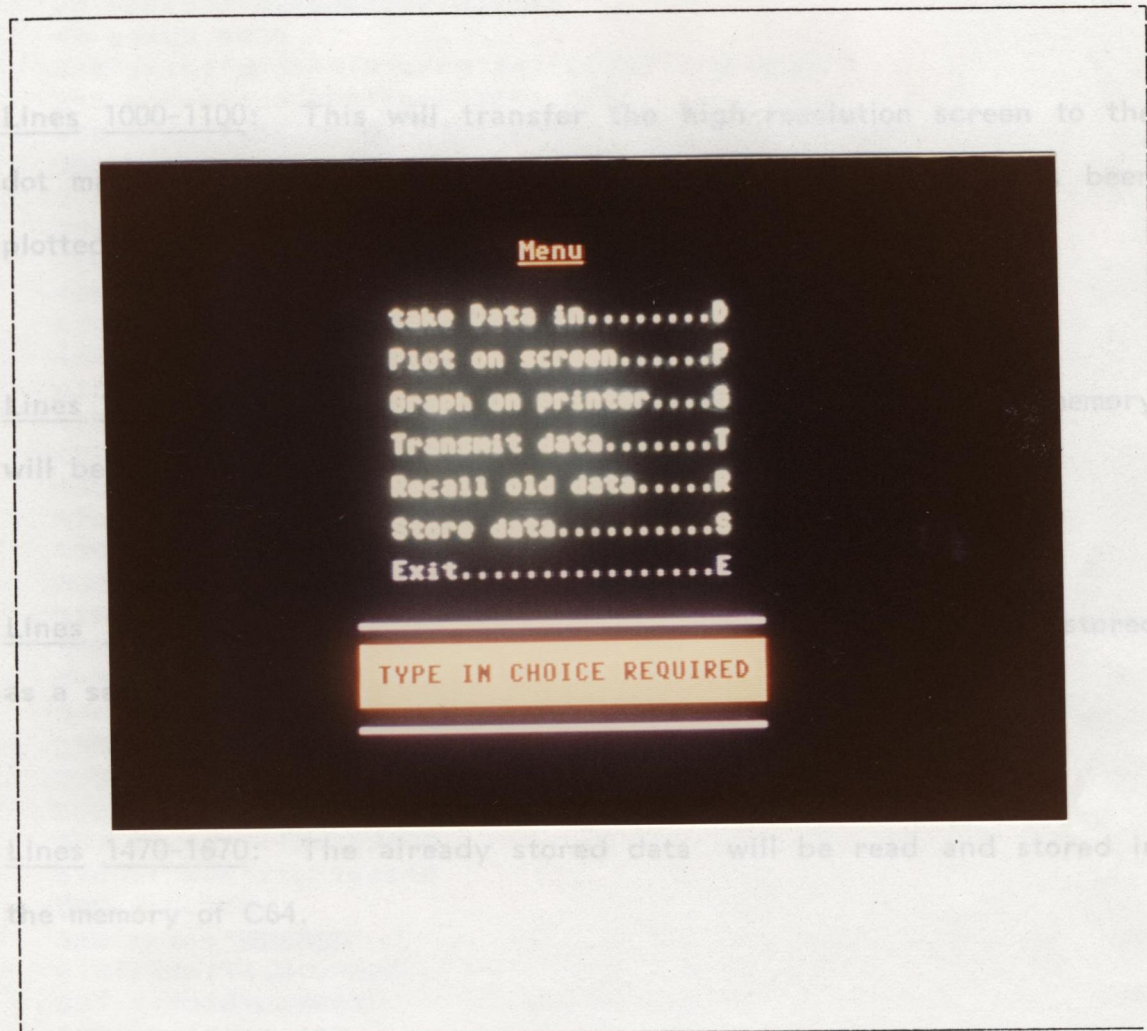 Lines 1000-1100: This will transfer the high resolution screen to the
dot been
plotted
Menu
take Data in........D
Plot on screen......P
Graph on printer....G
Lines memory
Transmit data.......T
will be
Recall old data.....R
Store data..........S
Exit................E
Lines stored
TYPE IN CHOICE REQUIRED
as a
Lines 1470-1670: The already stored data will be read and stored in
the memory of C64.